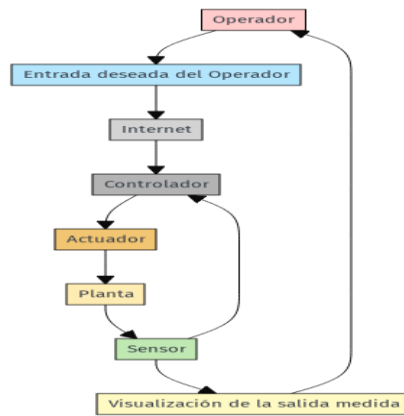 Operador
Entrada deseada del Operador
Internet
Controlador
Actuador
Planta
Sensor
Visualización de la salida medida